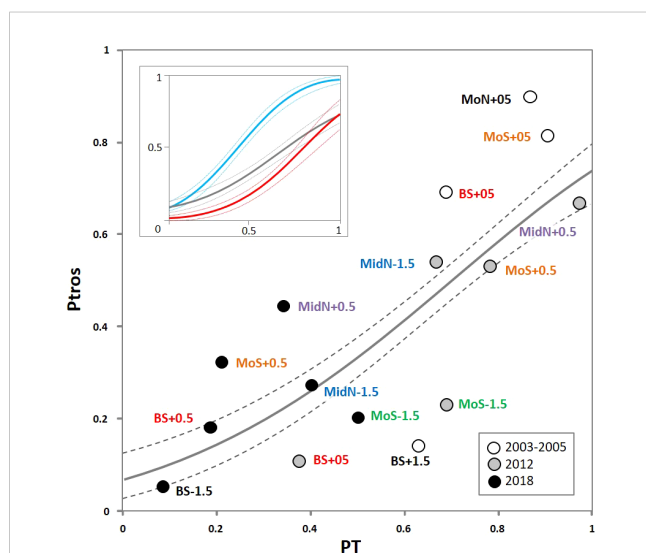 1
1
MoN+05
0.5
MoS+05
0.8
0
0.5
1
BS+05
MidN+0.5
0.6
MidN-1.5
MoS+0.5
Ptros
MidN+0.5
0.4
MoS+0.5
MidN-1.5
MoS-1.5
MoS-1.5
0.2
BS+0.5
BS+05
BS+1.5
2003-2005
2012
2018
BS-1.5
0
0
0.2
0.4
0.6
0.8
1
PT